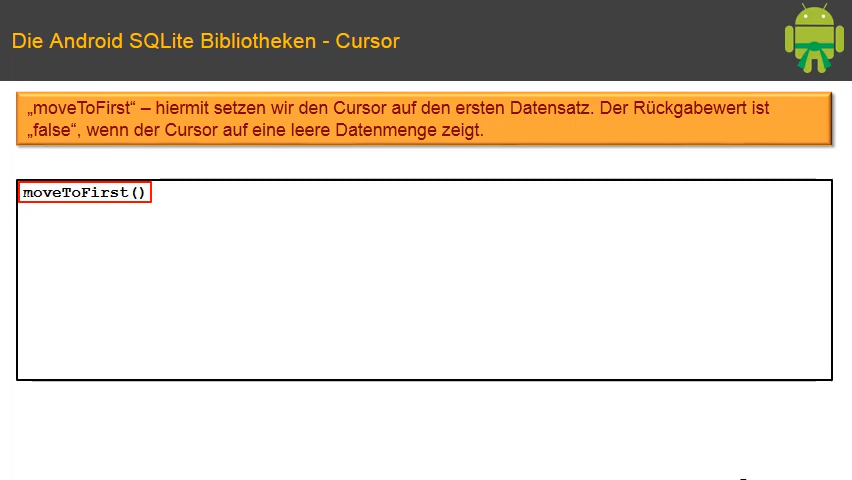 Die Android SQLite Bibliotheken - Cursor
„moveToFirst“ – hiermit setzen wir den Cursor auf den ersten Datensatz. Der Rückgabewert ist
„false“, wenn der Cursor auf eine leere Datenmenge zeigt.
moveToFirst()